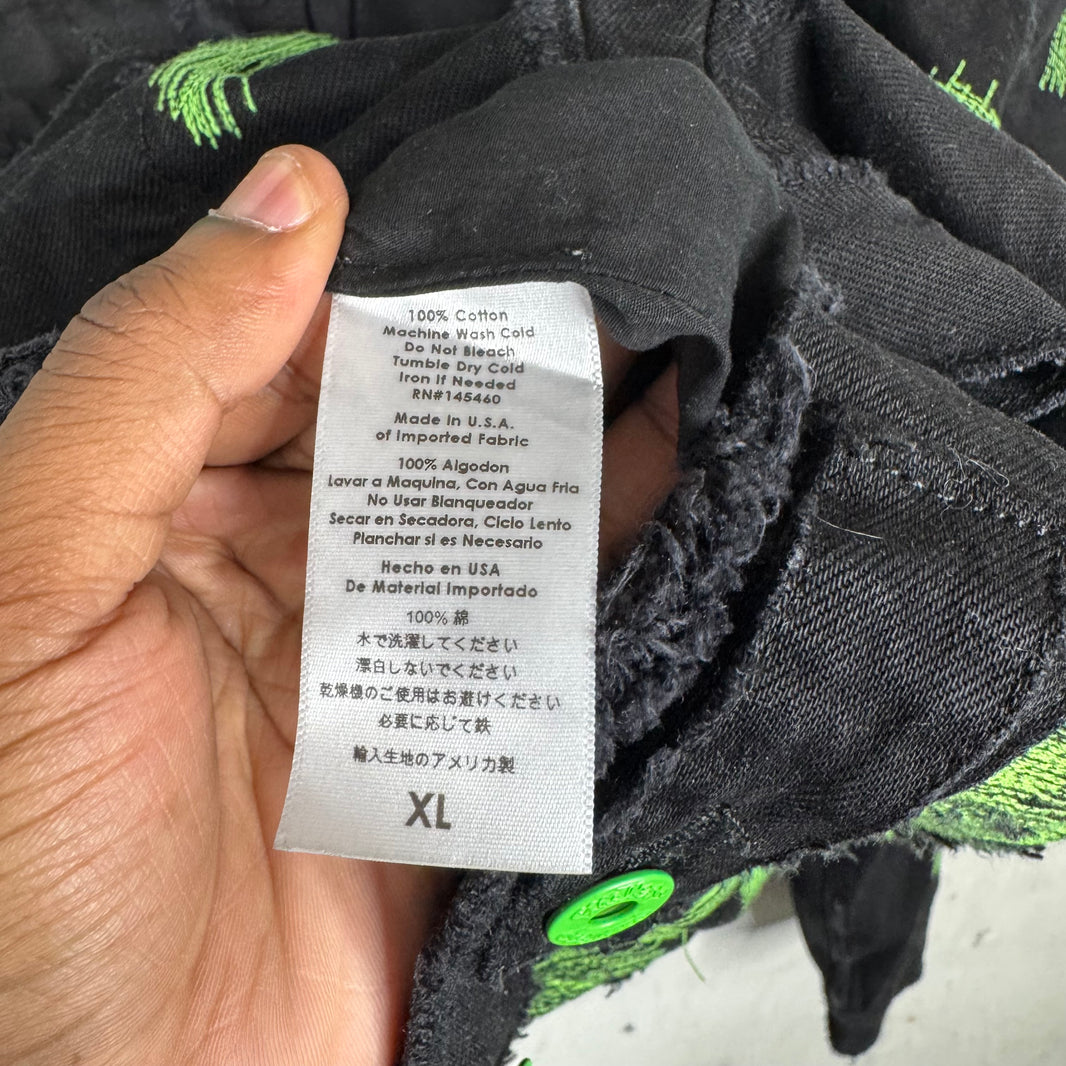 100% Cotton
Machine Wash Cold
Do Not Bleach
Tumble Dry Cold
Iron If Needed
RN#145460
Made In U.S.A.
of Imported Fabric
100% Algodon
Lavar a Maquina, Con Agua Fria
No Usar Blanqueador
Secar en Secadora, Ciclo Lento
Planchar si es Necesario
Hecho en USA
De Material Importado
100% 綿
水で洗濯してください
漂白しないでください
乾燥機のご使用はお避けください
必要に応じて鉄
輸入生地のアメリカ製
XL